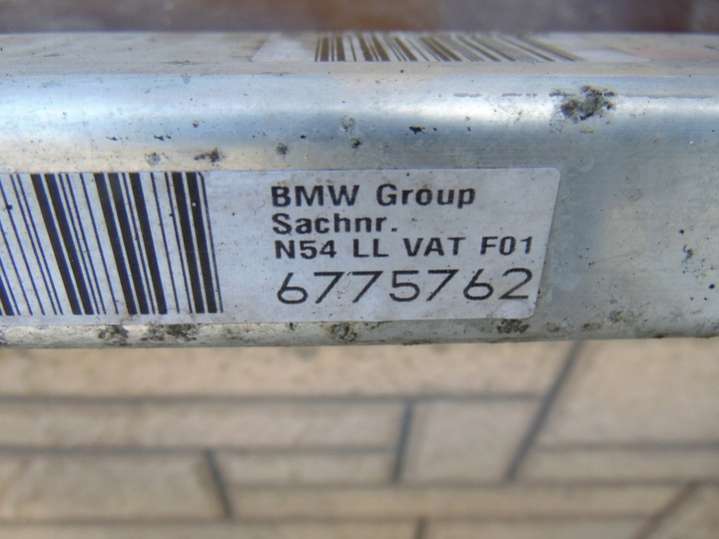 BMW Group
Sachnr.
N54 LL VAT F01
6775762